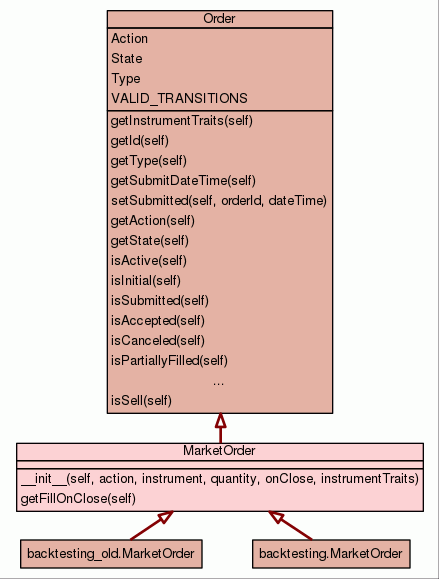 Order
Action
State
Type
VALID_TRANSITIONS
getInstrumentTraits(self)
getId(self)
getType(self)
getSubmitDateTime(self)
setSubmitted(self, orderId, dateTime)
getAction(self)
getState(self)
isActive(self)
isInitial(self)
isSubmitted(self)
isAccepted(self)
isCanceled(self)
isPartiallyFilled(self)
...
isSell(self)
MarketOrder
__init__(self, action, instrument, quantity, onClose, instrumentTraits)
getFillOnClose(self)
backtesting_old.MarketOrder
backtesting.MarketOrder